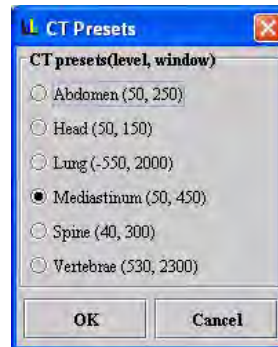 CT Presets
CT presets(level, window)
Abdomen (50, 250)
Head (50, 150)
Lung (-550, 2000)
Mediastinum (50, 450)
Spine (40, 300)
Vertebrae (530, 2300)
OK
Cancel